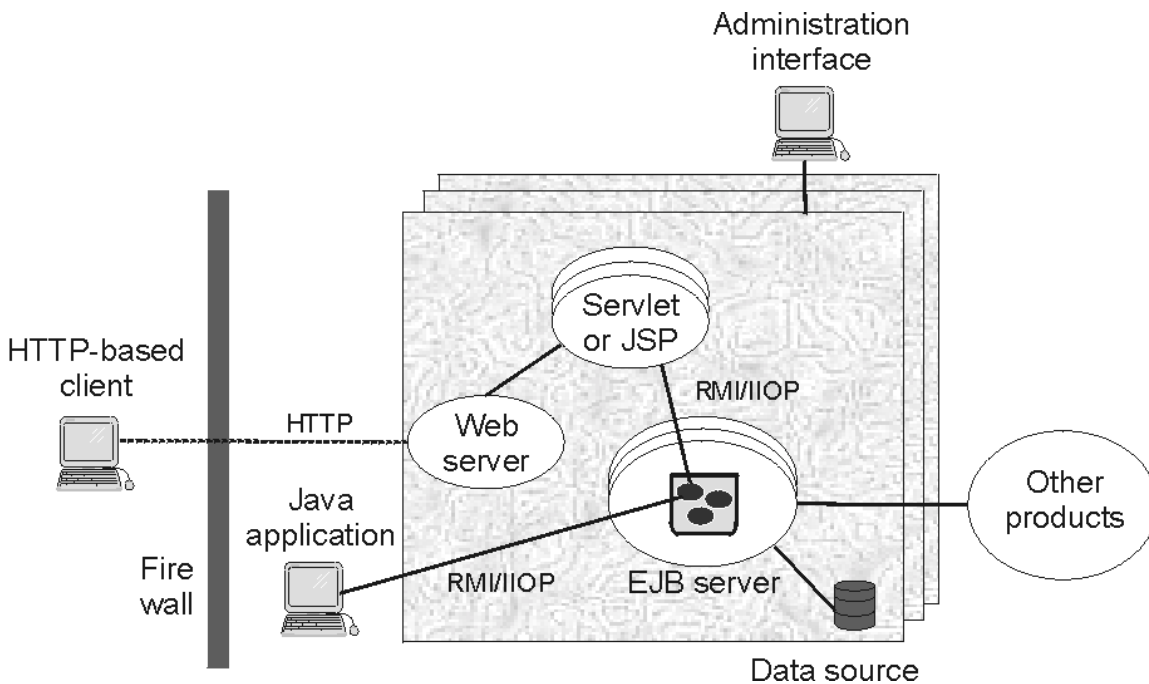 Administration
interface
Servlet
or JSP
HTTP-based
client
RMI/IIOP
HTTP
Web
server
Other
products
Java
application
Fire
wall
RMI/IIOP
EJB server
Data source